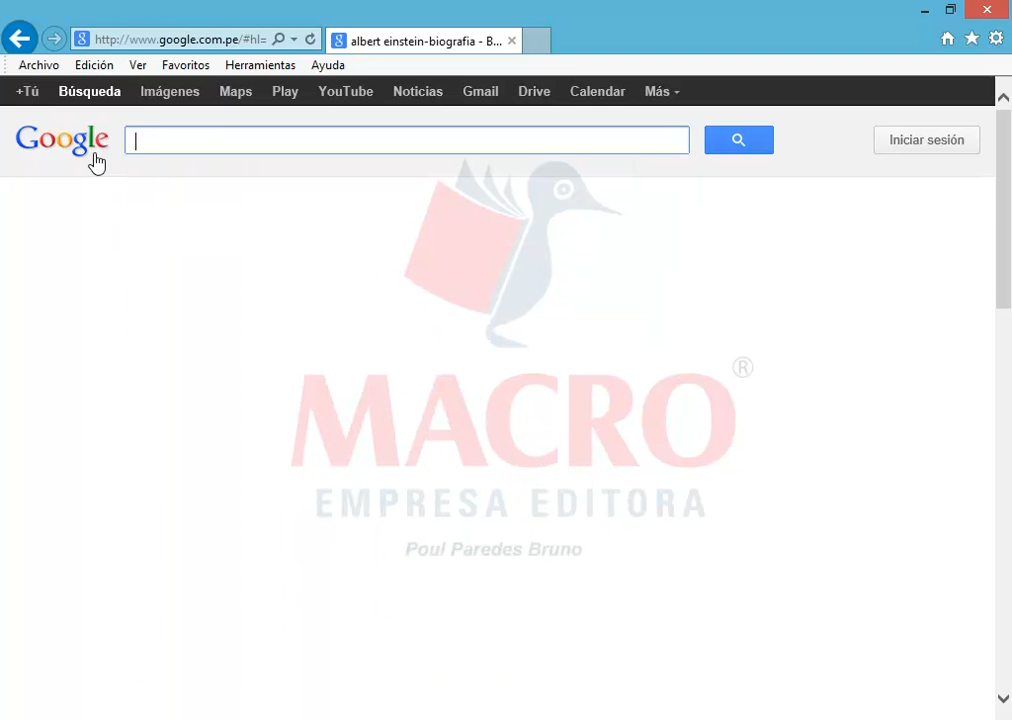 http://www.google.com.pe/#hl=
albert einstein-biografia - B...
Archivo Edición Ver Favoritos Herramientas Ayuda
+Tú Búsqueda Imágenes Maps Play YouTube Noticias Gmail Drive Calendar Más
Google
Iniciar sesión
MACRO®
EMPRESA EDITORA
Poul Paredes Bruno